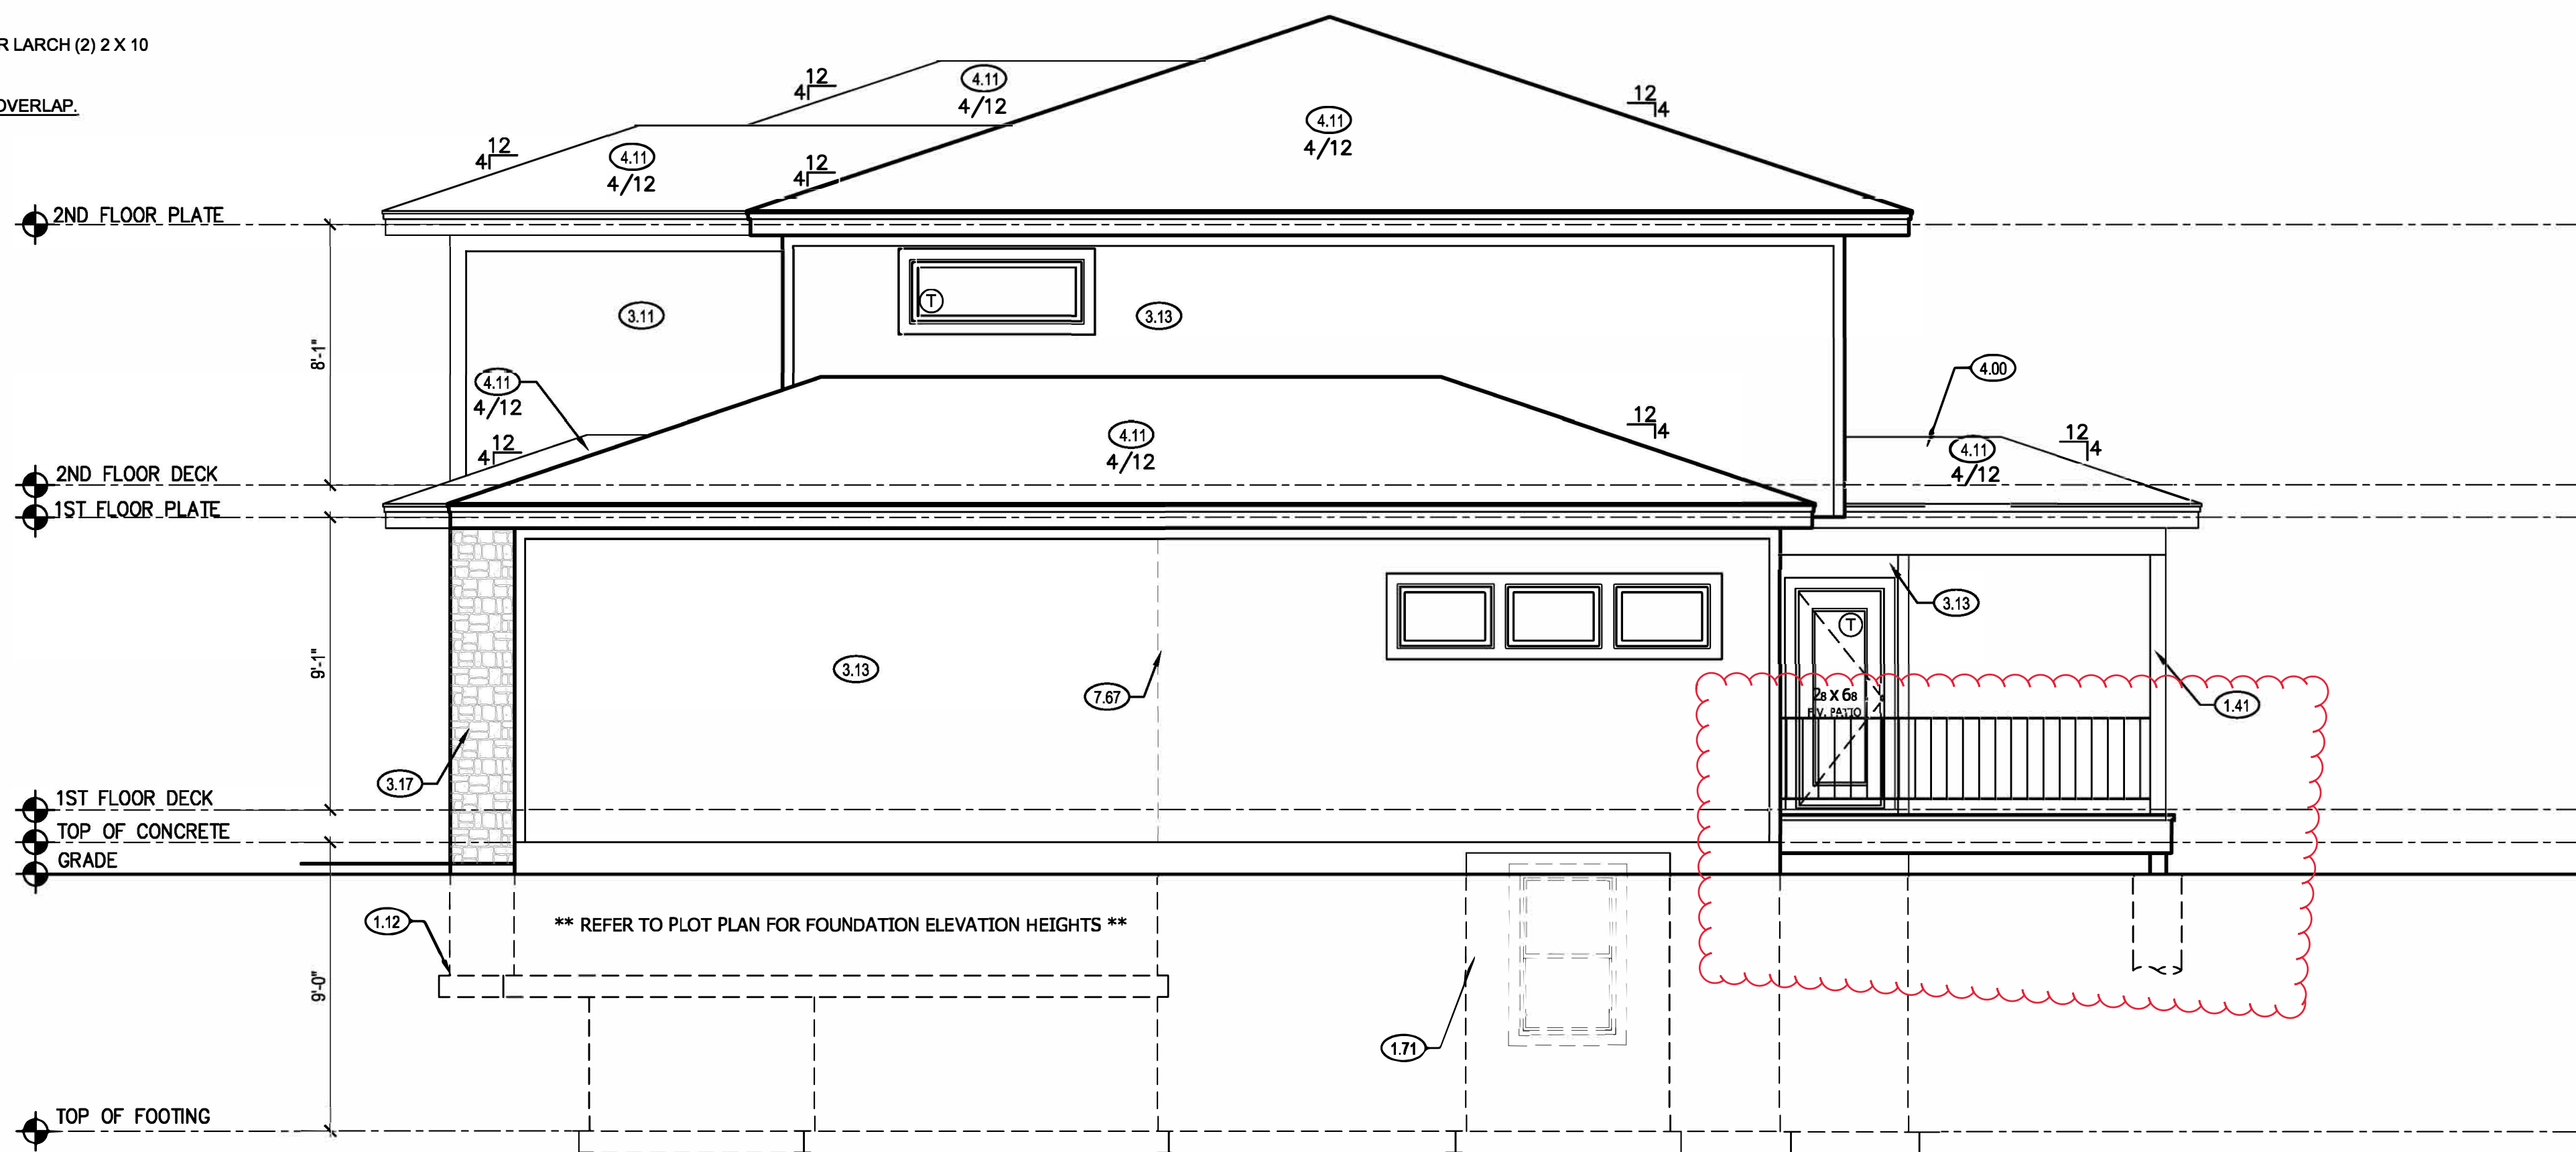 R LARCH (2) 2 X 10
OVERLAP.
12
4
4.11
4/12
12
4
4.11
4/12
12
4
4.11
4/12
12
4
2ND FLOOR PLATE
3.11
T
3.13
8'-1"
4.11
4/12
4.00
12
4
4.11
4/12
12
4
4.11
4/12
12
4
2ND FLOOR DECK
1ST FLOOR PLATE
9'-1"
3.13
7.67
T
3.13
28 X 68
F.V. PATIO
1.41
3.17
1ST FLOOR DECK
TOP OF CONCRETE
GRADE
1.12
** REFER TO PLOT PLAN FOR FOUNDATION ELEVATION HEIGHTS **
9'-0"
1.71
TOP OF FOOTING